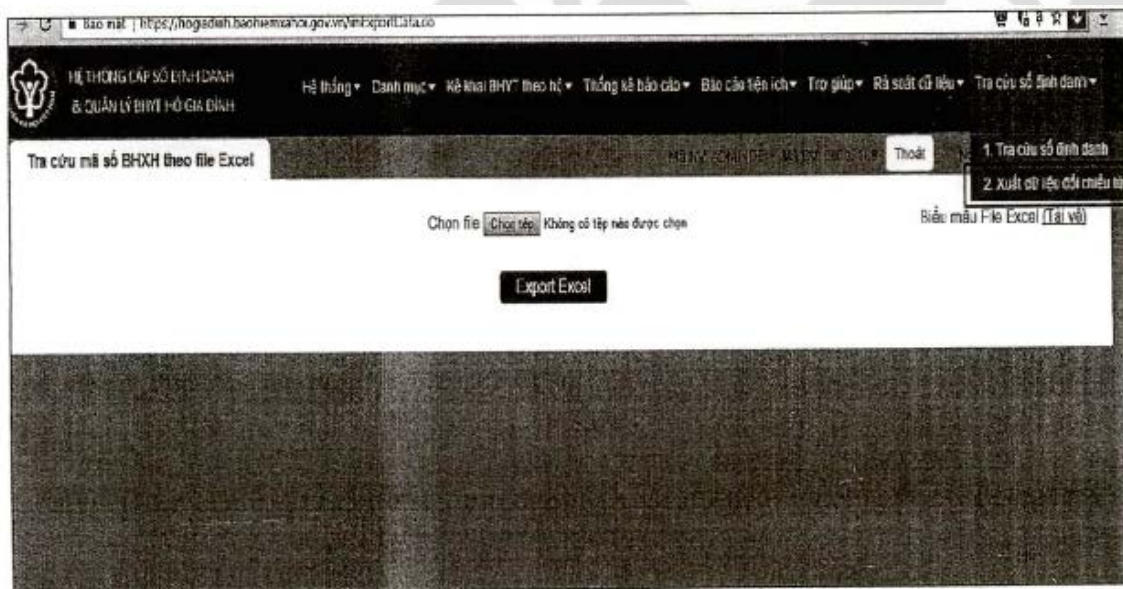 Bảo mật | https://hogiadinh.baohiemxahoi.gov.vn/
HỆ THỐNG CẤP SỐ ĐỊNH DANH
& QUẢN LÝ BHYT HỘ GIA ĐÌNH
Hệ thống Danh mục Kê khai BHYT theo hộ Thống kê báo cáo Báo cáo tiện ích Trợ giúp Rà soát dữ liệu Tra cứu số định danh
Tra cứu mã số BHXH theo file Excel
Thoát
1. Tra cứu số định danh
2. Xuất dữ liệu đối chiếu từ
Chọn file Chọn tệp Không có tệp nào được chọn
Biểu mẫu File Excel (Tải về)
Export Excel